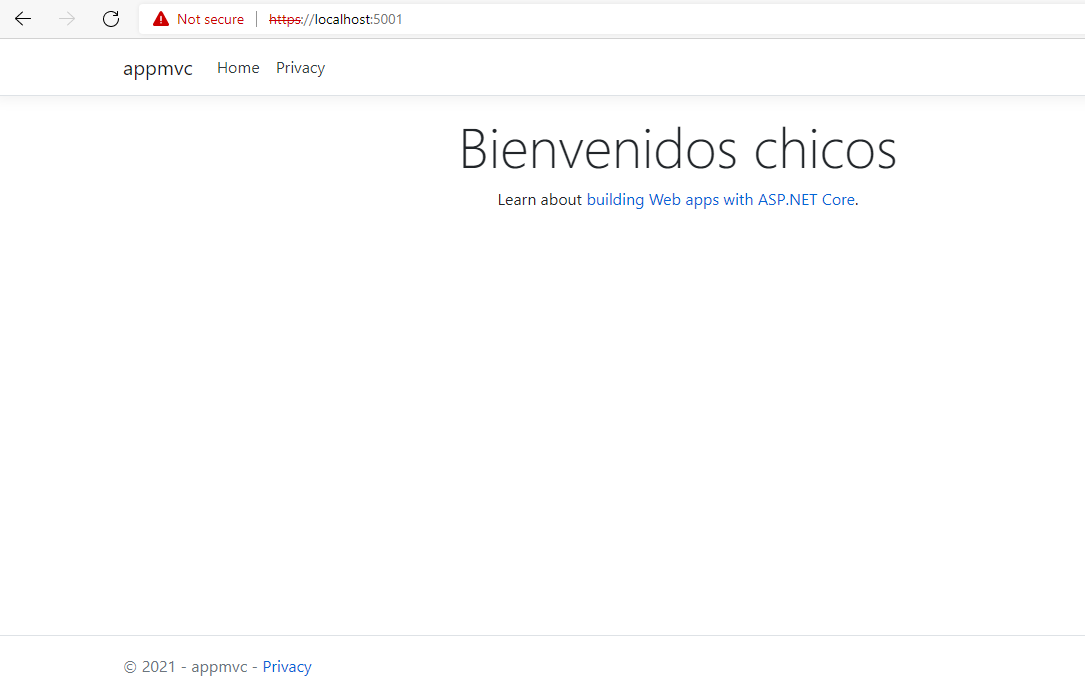 Not secure | https://localhost:5001
appmvc Home Privacy
Bienvenidos chicos
Learn about building Web apps with ASP.NET Core.
© 2021 - appmvc - Privacy